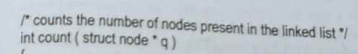 /* counts the number of nodes present in the linked list */
int count ( struct node * q )
{